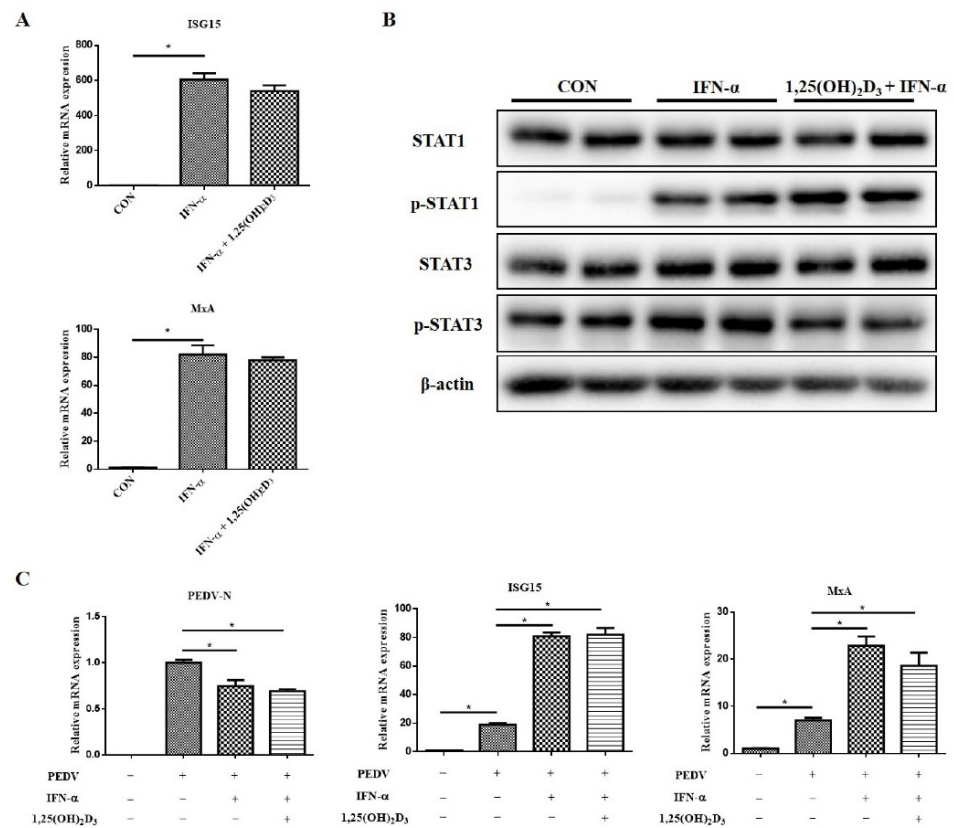 A
ISG15
Relative mRNA expression
800
600
400
200
0
*
CON
IFN-α
IFN-α + 1,25(OH)2D3
MxA
Relative mRNA expression
100
80
60
40
20
0
*
CON
IFN-α
IFN-α + 1,25(OH)2D3
B
CON IFN-α 1,25(OH)₂D₃ + IFN-α
STAT1
p-STAT1
STAT3
p-STAT3
β-actin
C
PEDV-N
Relative mRNA expression
1.5
1.0
0.5
0.0
*
*
PEDV – + + +
IFN-α – – + +
1,25(OH)₂D₃ – – – +
ISG15
Relative mRNA expression
100
80
60
40
20
0
*
*
*
PEDV – + + +
IFN-α – – + +
1,25(OH)₂D₃ – – – +
MxA
Relative mRNA expression
30
20
10
0
*
*
*
PEDV – + + +
IFN-α – – + +
1,25(OH)₂D₃ – – – +